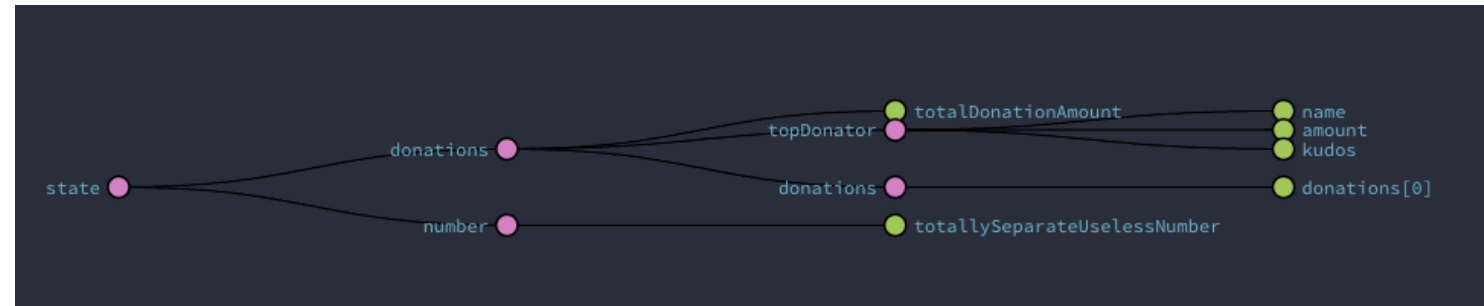 totalDonationAmount
name
topDonator
amount
donations
kudos
state
donations
donations[0]
number
totallySeparateUselessNumber